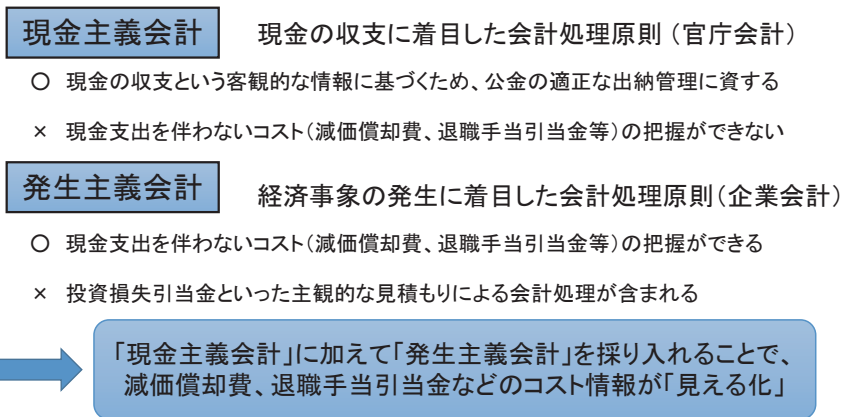 現金主義会計 現金の収支に着目した会計処理原則（官庁会計）
○ 現金の収支という客観的な情報に基づくため、公金の適正な出納管理に資する
× 現金支出を伴わないコスト（減価償却費、退職手当引当金等）の把握ができない
発生主義会計 経済事象の発生に着目した会計処理原則（企業会計）
○ 現金支出を伴わないコスト（減価償却費、退職手当引当金等）の把握ができる
× 投資損失引当金といった主観的な見積もりによる会計処理が含まれる
「現金主義会計」に加えて「発生主義会計」を採り入れることで、
減価償却費、退職手当引当金などのコスト情報が「見える化」